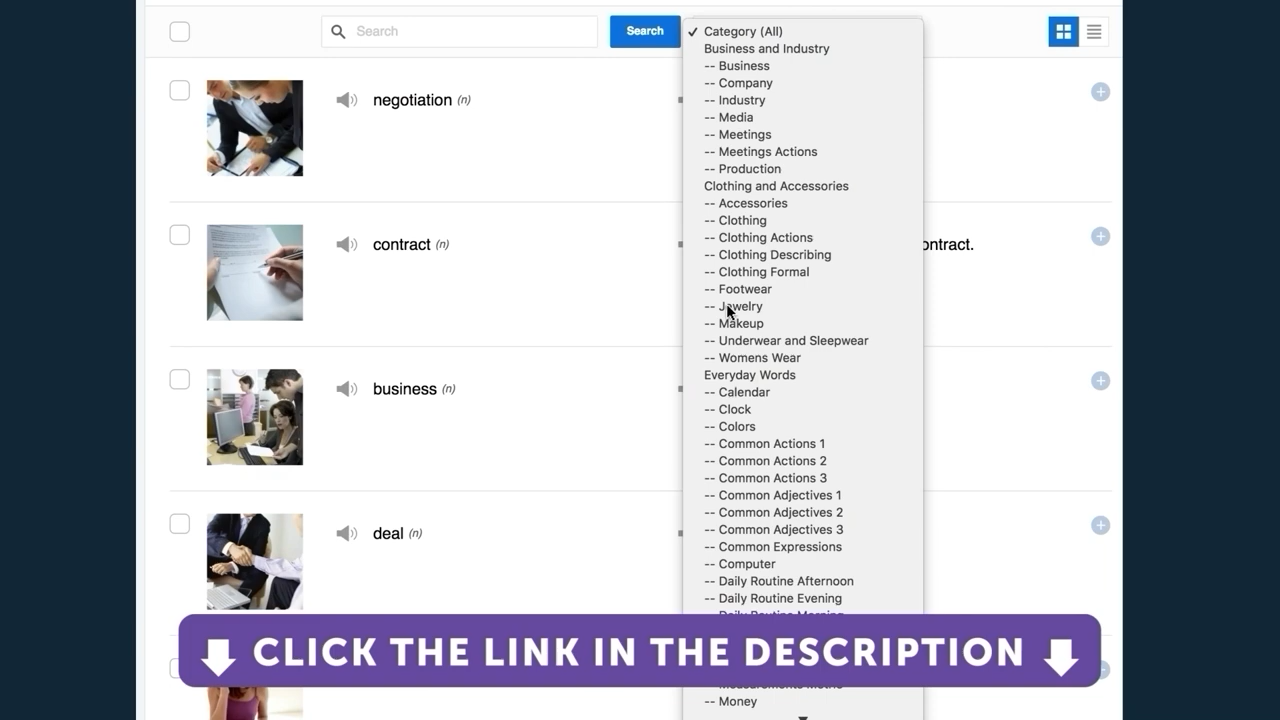 Search
Search
✓ Category (All)
Business and Industry
-- Business
-- Company
-- Industry
-- Media
-- Meetings
-- Meetings Actions
-- Production
Clothing and Accessories
-- Accessories
-- Clothing
-- Clothing Actions
-- Clothing Describing
-- Clothing Formal
-- Footwear
-- Jewelry
-- Makeup
-- Underwear and Sleepwear
-- Womens Wear
Everyday Words
-- Calendar
-- Clock
-- Colors
-- Common Actions 1
-- Common Actions 2
-- Common Actions 3
-- Common Adjectives 1
-- Common Adjectives 2
-- Common Adjectives 3
-- Common Expressions
-- Computer
-- Daily Routine Afternoon
-- Daily Routine Evening
-- Daily Routine Morning
-- Money
negotiation (n)
contract (n)
ontract.
business (n)
deal (n)
CLICK THE LINK IN THE DESCRIPTION